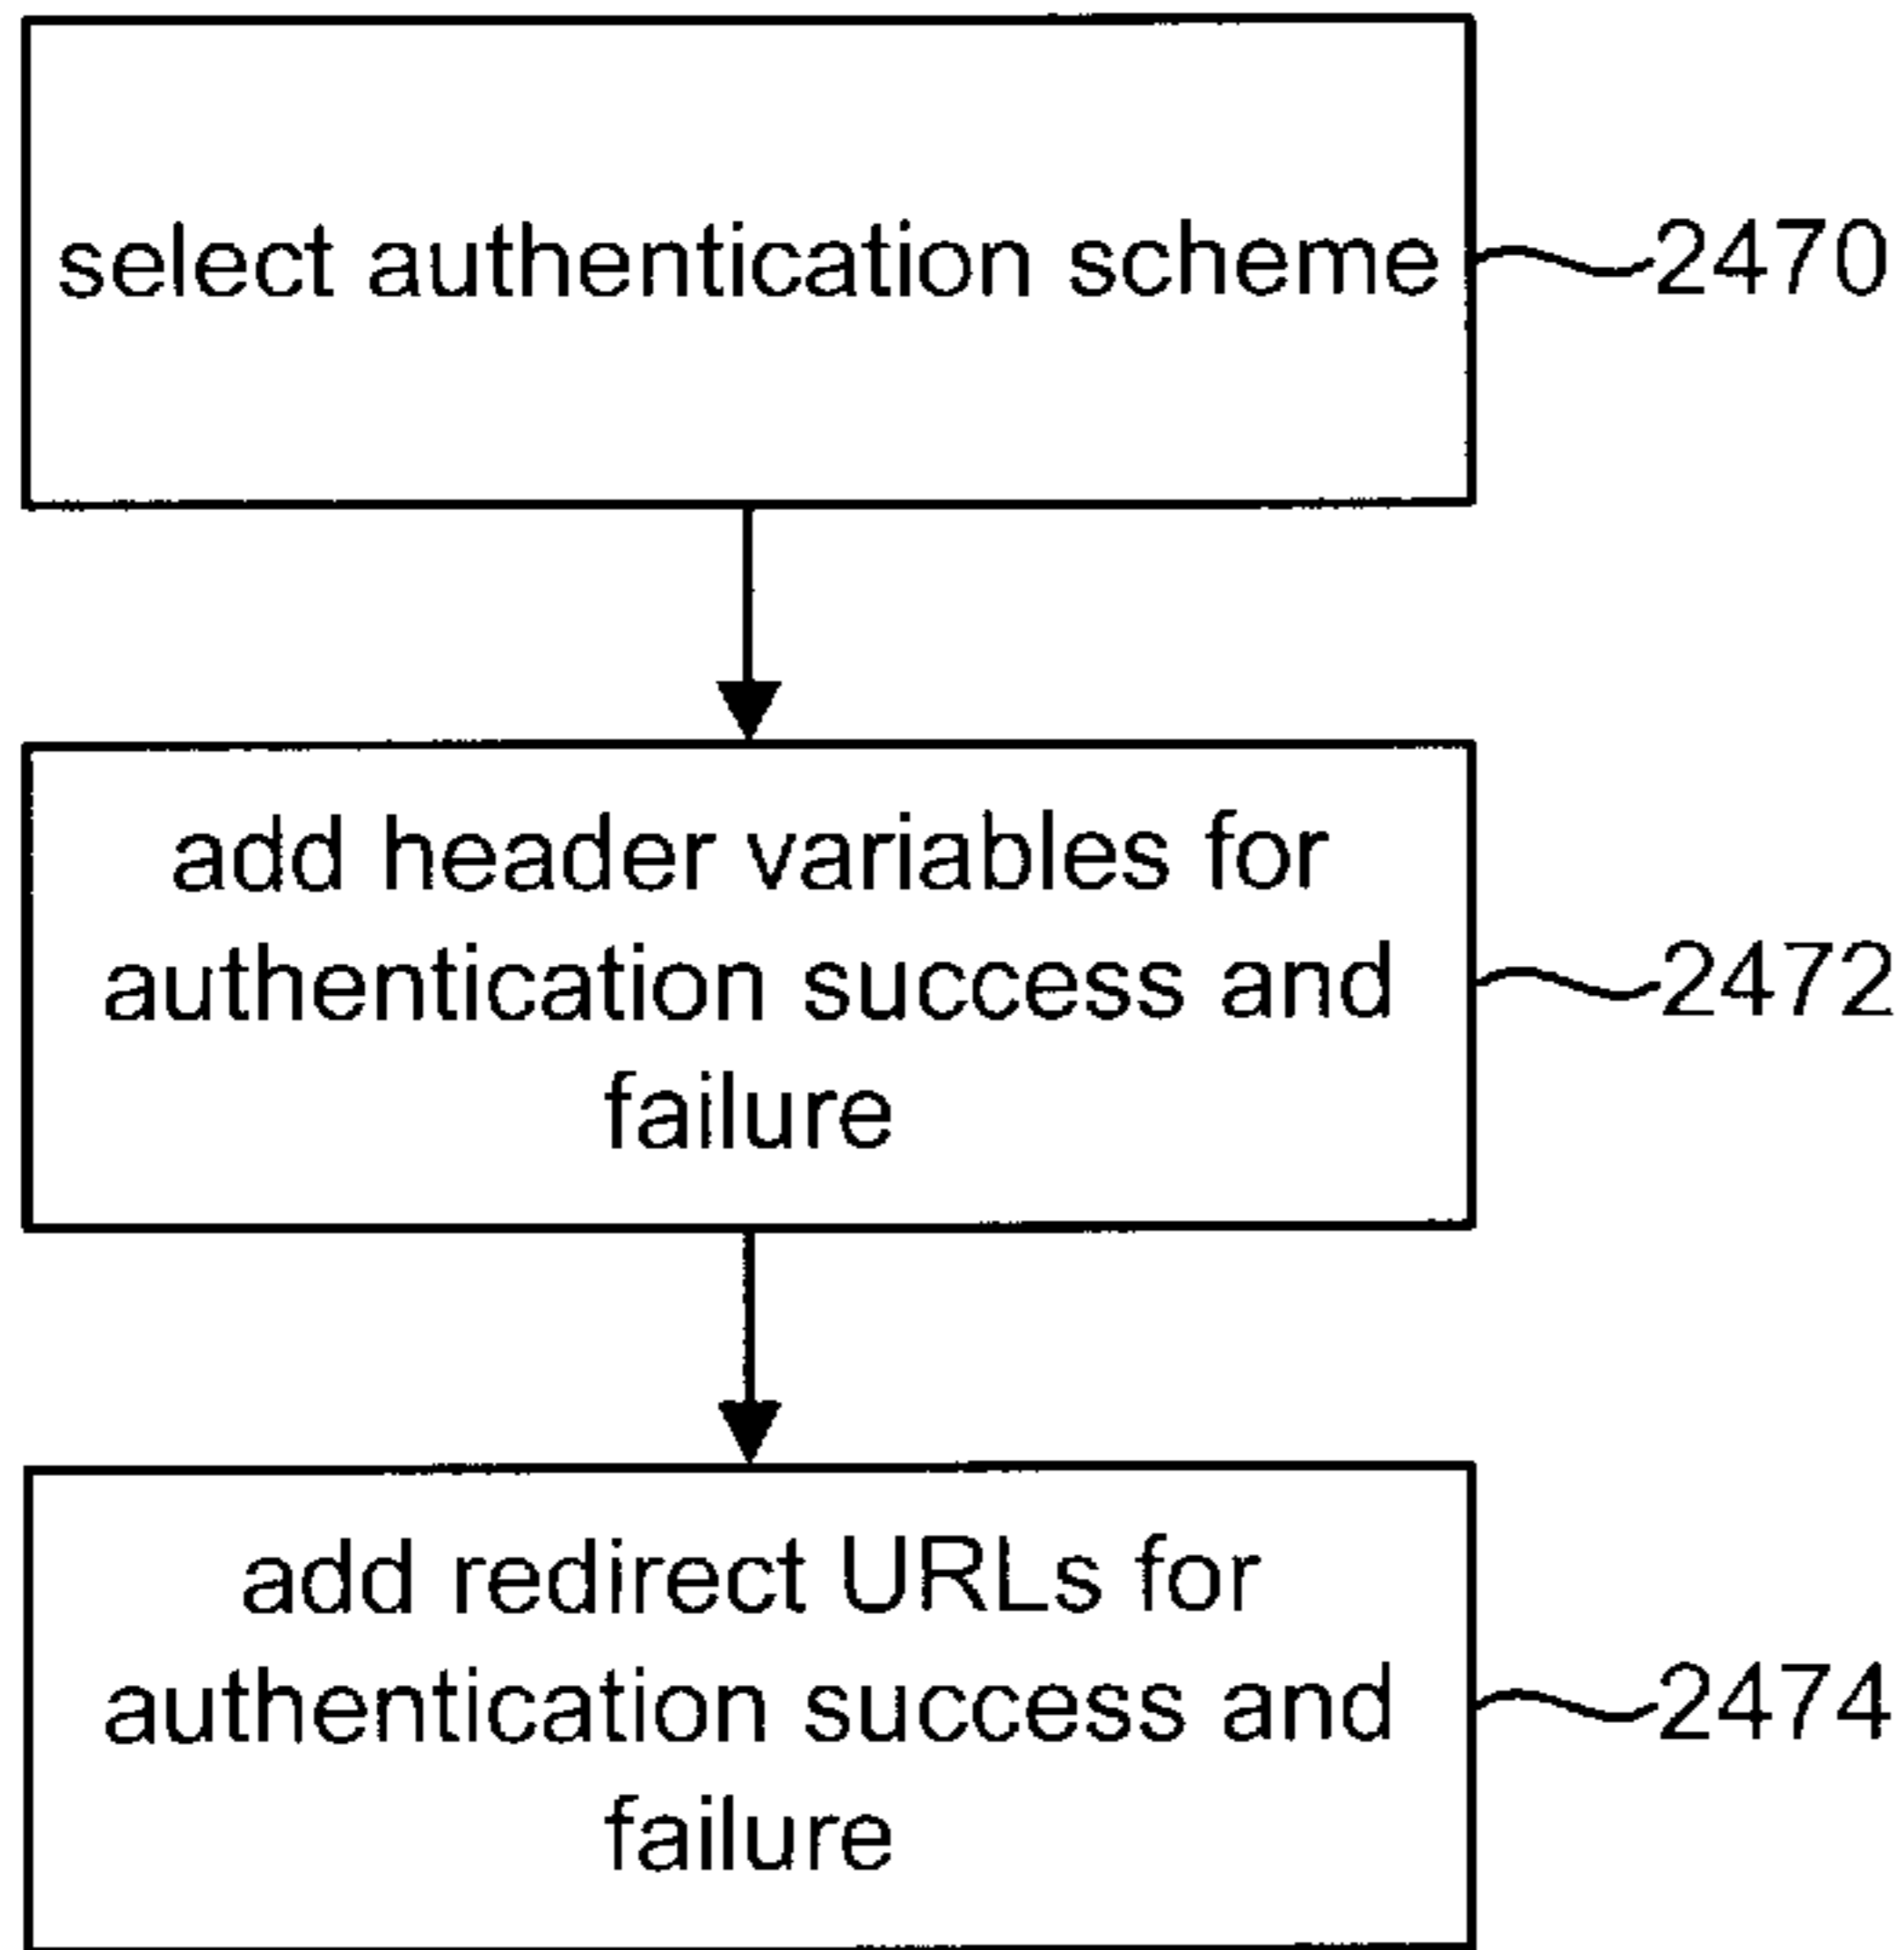 select authentication scheme
2470
add header variables for
authentication success and
failure
2472
add redirect URLs for
authentication success and
failure
2474